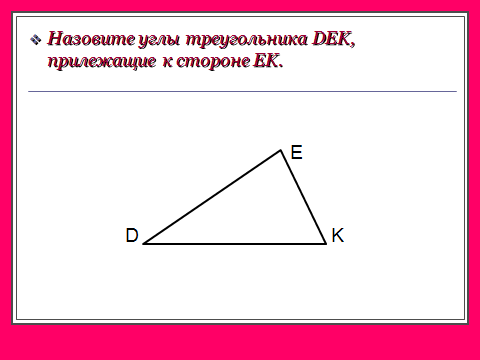 Назовите углы треугольника DEK,
прилежащие к стороне EK.
E
D
K